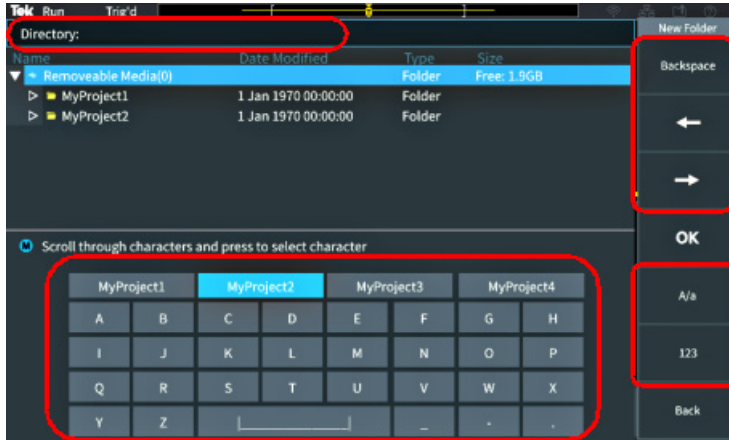 Tek Run Trig'd
New Folder
Directory:
Name Date Modified Type Size
Removeable Media(0) Folder Free: 1.9GB
MyProject1 1 Jan 1970 00:00:00 Folder
MyProject2 1 Jan 1970 00:00:00 Folder
Backspace
OK
A/a
123
Back
M Scroll through characters and press to select character
MyProject1 MyProject2 MyProject3 MyProject4
A B C D E F G H
I J K L M N O P
Q R S T U V W X
Y Z _ - .